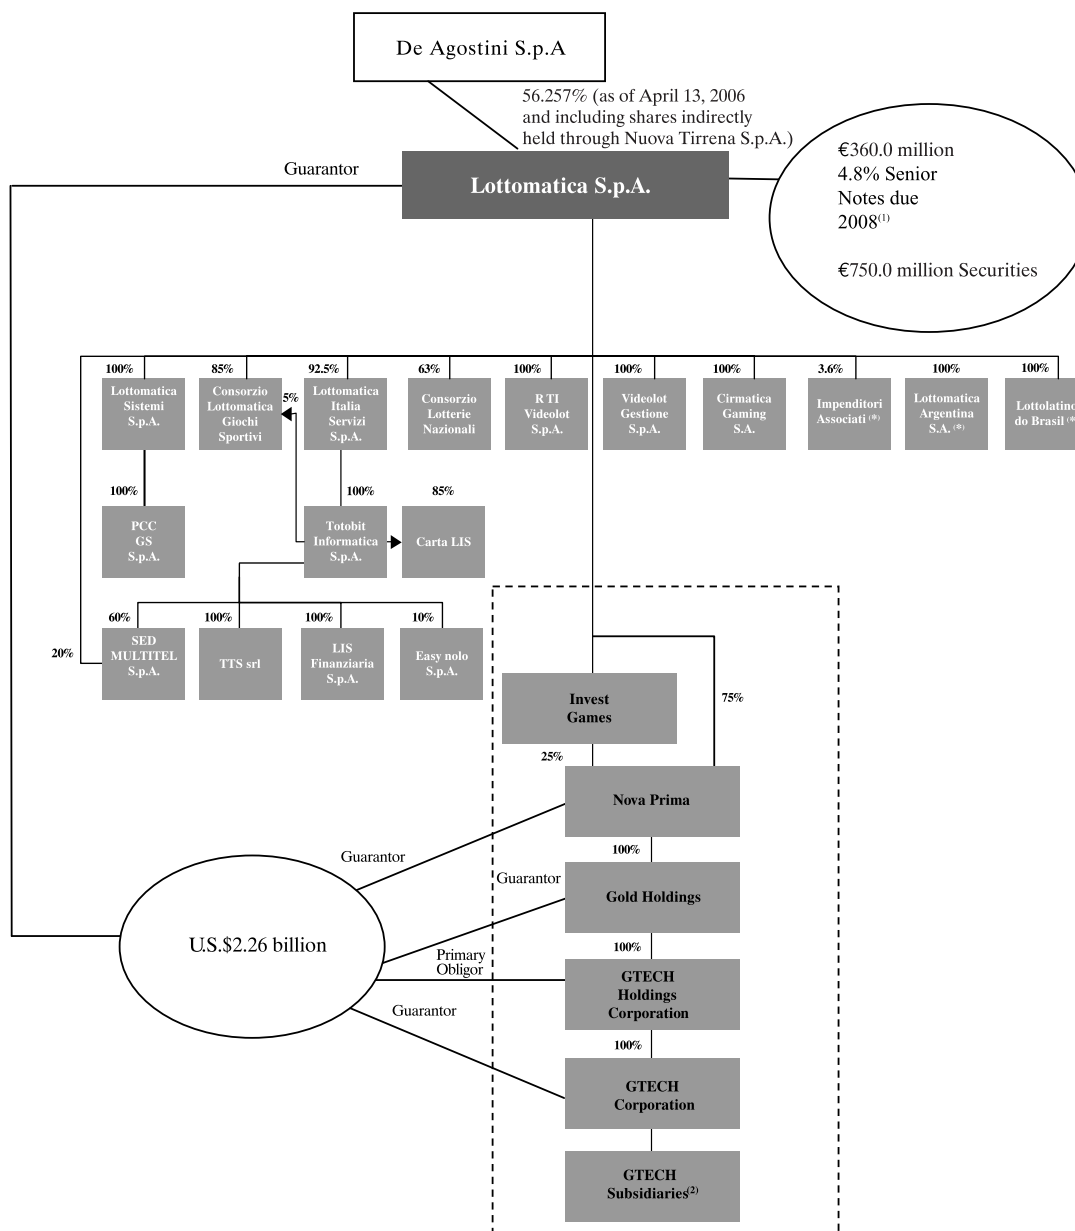 De Agostini S.p.A
56.257% (as of April 13, 2006
and including shares indirectly
held through Nuova Tirrena S.p.A.)
Guarantor
Lottomatica S.p.A.
€360.0 million
4.8% Senior
Notes due
2008(1)
€750.0 million Securities
100%
85%
92.5%
63%
100%
100%
100%
3.6%
100%
100%
Lottomatica
Sistemi
S.p.A.
Consorzio
Lottomatica
Giochi
Sportivi
5%
Lottomatica
Italia
Servizi
S.p.A.
Consorzio
Lotterie
Nazionali
R TI
Videolot
S.p.A.
Videolot
Gestione
S.p.A.
Cirmatica
Gaming
S.A.
Impenditori
Associati (*)
Lottomatica
Argentina
S.A. (*)
Lottolatino
do Brasil (*
100%
100%
85%
PCC
GS
S.p.A.
Totobit
Informatica
S.p.A.
Carta LIS
60%
100%
100%
10%
20%
SED
MULTITEL
S.p.A.
TTS srl
LIS
Finanziaria
S.p.A.
Easy nolo
S.p.A.
Invest
Games
75%
25%
Nova Prima
Guarantor
100%
Guarantor
Gold Holdings
U.S.$2.26 billion
100%
Primary
Obligor
GTECH
Holdings
Corporation
Guarantor
100%
GTECH
Corporation
GTECH
Subsidiaries(2)